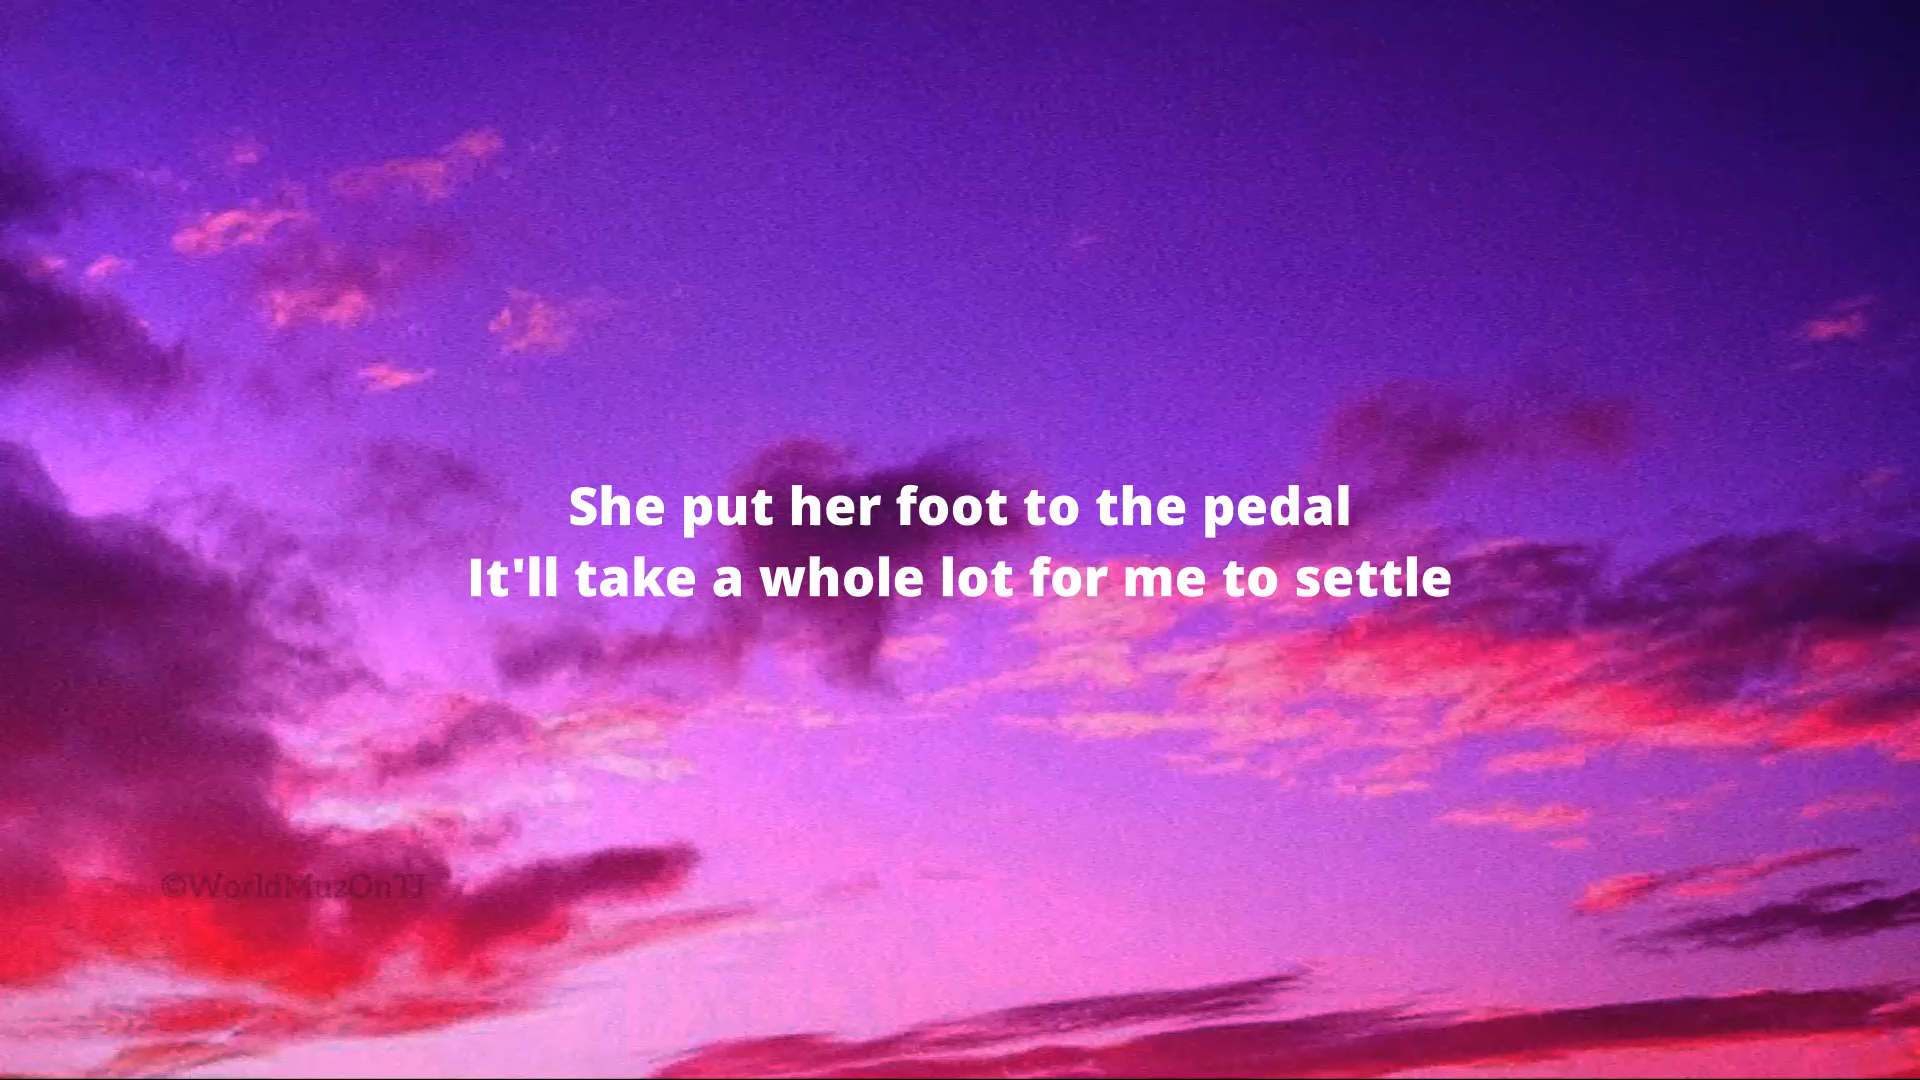 She put her foot to the pedal
It'll take a whole lot for me to settle
©WorldMuzOnTJ